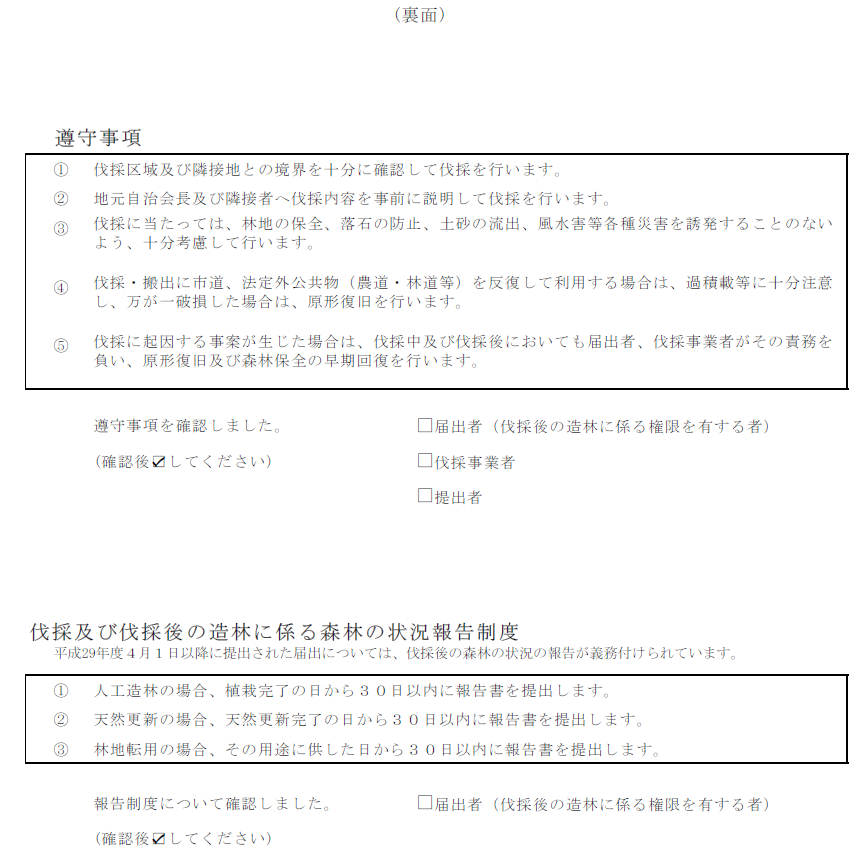 （裏面）
遵守事項
① 伐採区域及び隣接地との境界を十分に確認して伐採を行います。
② 地元自治会長及び隣接者へ伐採内容を事前に説明して伐採を行います。
③ 伐採に当たっては、林地の保全、落石の防止、土砂の流出、風水害等各種災害を誘発することのない
よう、十分考慮して行います。
④ 伐採・搬出に市道、法定外公共物（農道・林道等）を反復して利用する場合は、過積載等に十分注意
し、万が一破損した場合は、原形復旧を行います。
⑤ 伐採に起因する事案が生じた場合は、伐採中及び伐採後においても届出者、伐採事業者がその責務を
負い、原形復旧及び森林保全の早期回復を行います。
遵守事項を確認しました。 □届出者（伐採後の造林に係る権限を有する者）
（確認後☑してください） □伐採事業者
□提出者
伐採及び伐採後の造林に係る森林の状況報告制度
平成29年度４月１日以降に提出された届出については、伐採後の森林の状況の報告が義務付けられています。
① 人工造林の場合、植栽完了の日から３０日以内に報告書を提出します。
② 天然更新の場合、天然更新完了の日から３０日以内に報告書を提出します。
③ 林地転用の場合、その用途に供した日から３０日以内に報告書を提出します。
報告制度について確認しました。 □届出者（伐採後の造林に係る権限を有する者）
（確認後☑してください）